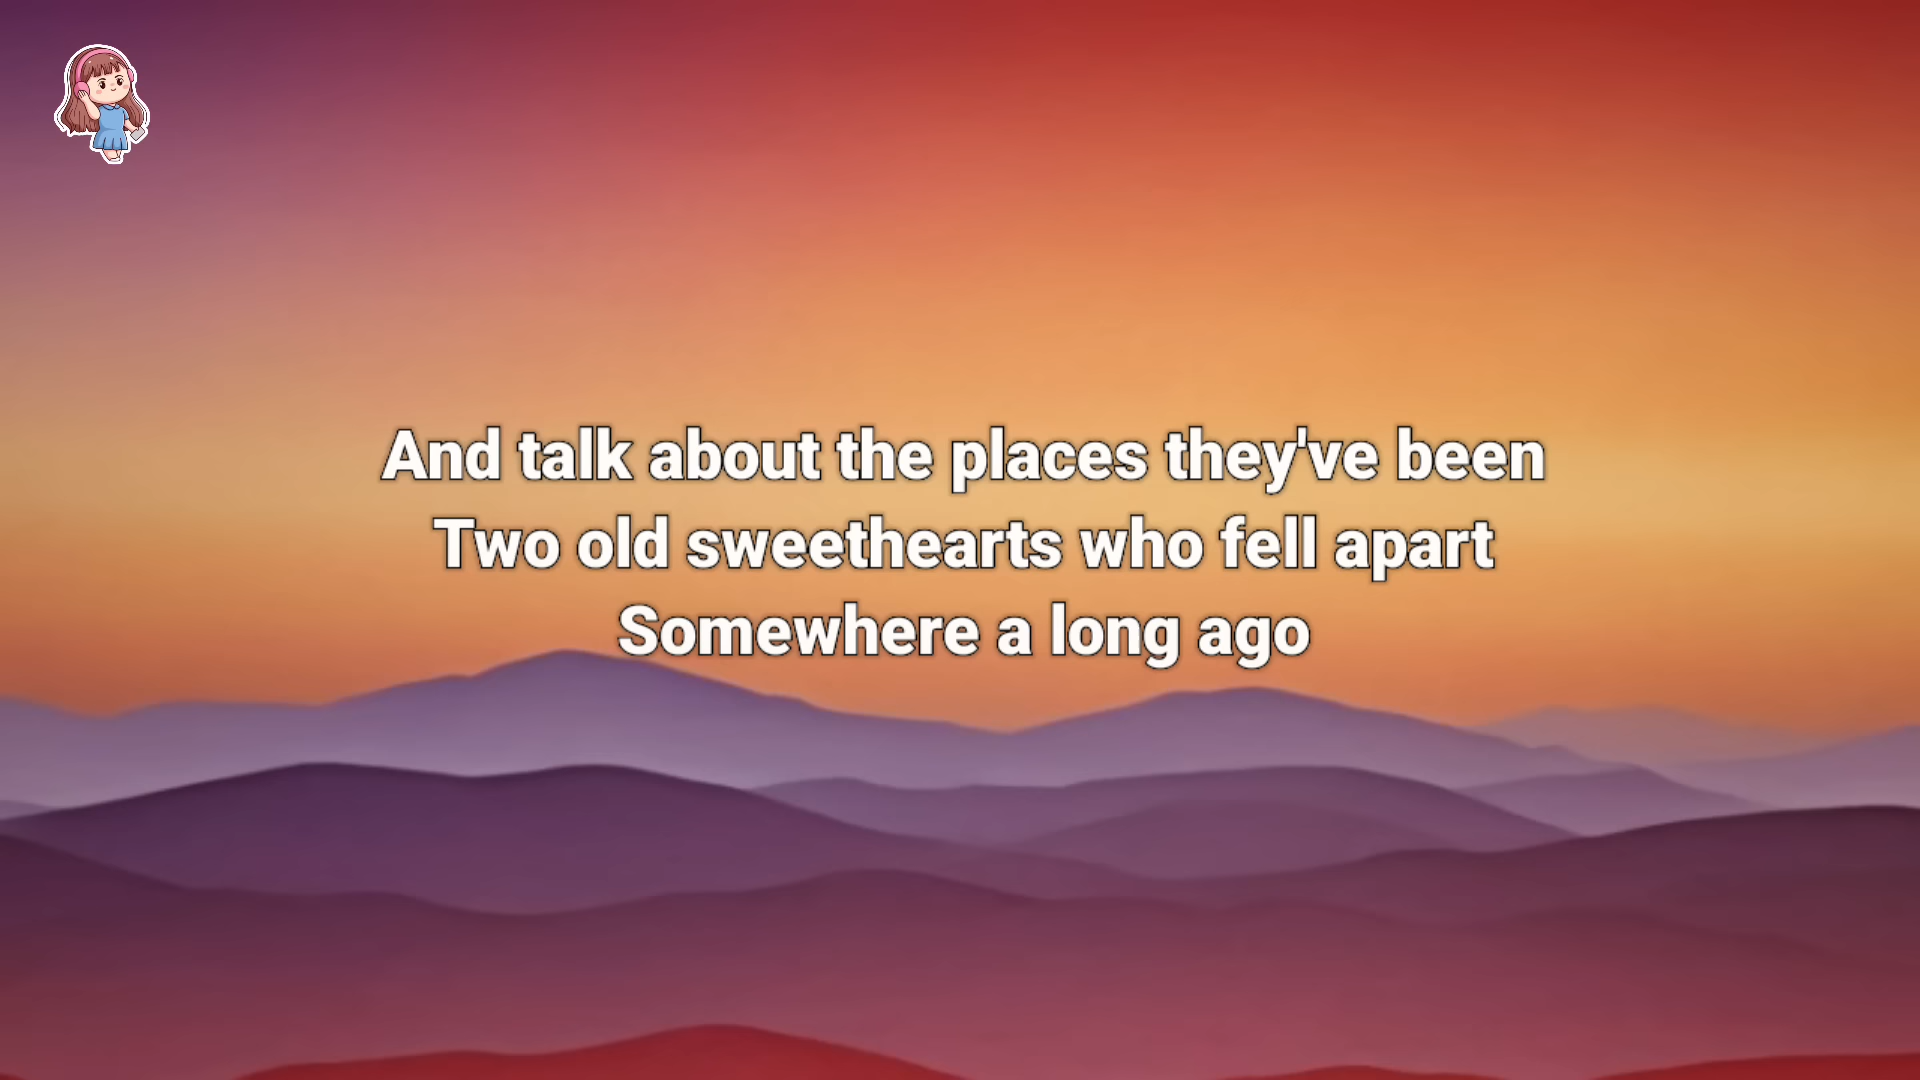 And talk about the places they've been
Two old sweethearts who fell apart
Somewhere a long ago